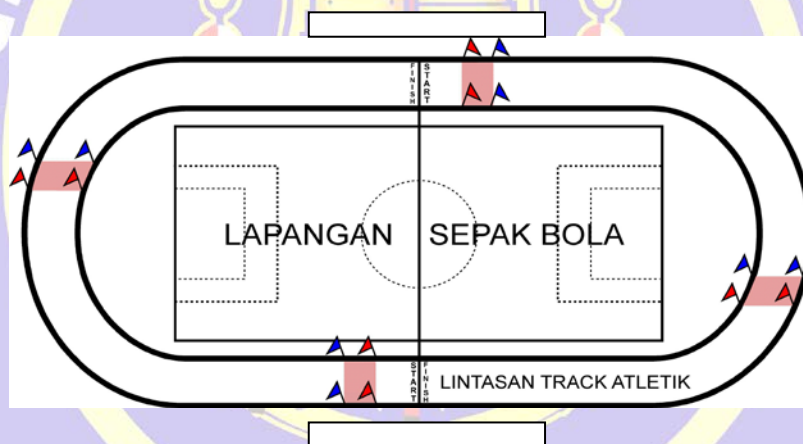 FINISH START
LAPANGAN SEPAK BOLA
START FINISH
LINTASAN TRACK ATLETIK